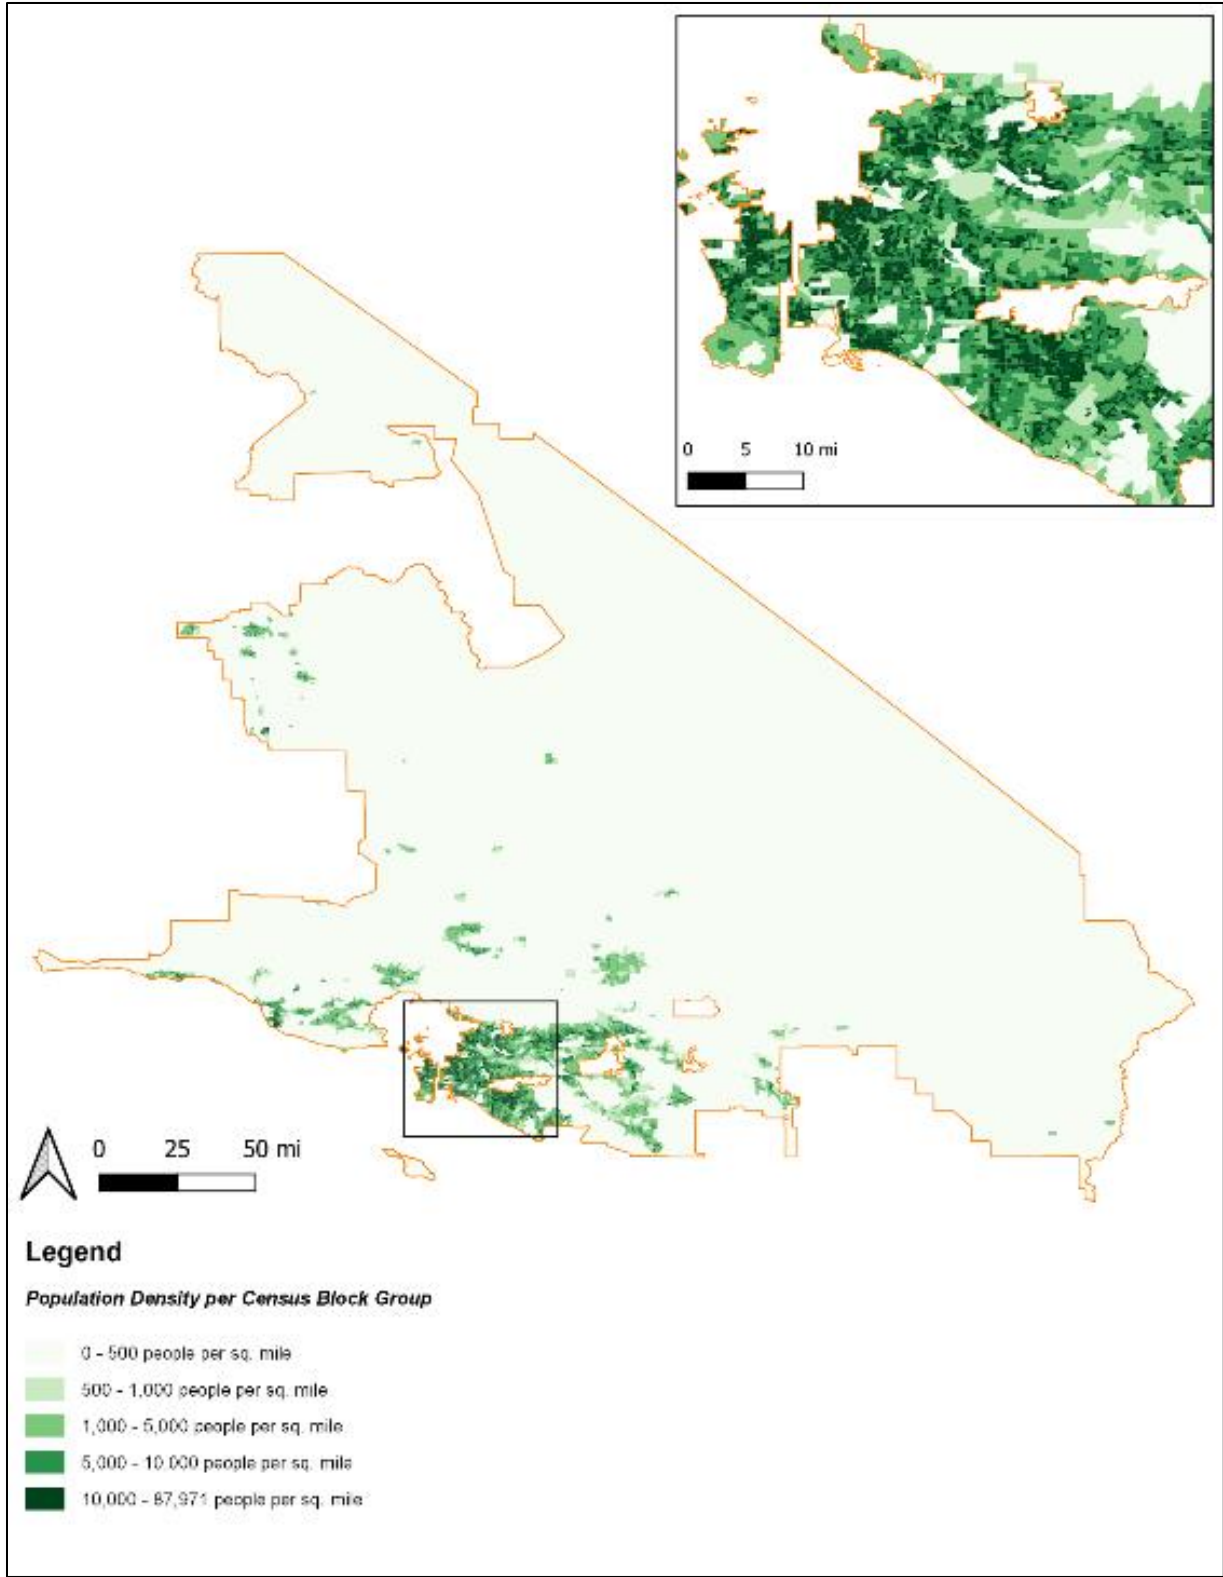 0 5 10 mi
0 25 50 mi
Legend
Population Density per Census Block Group
0 - 500 people per sq. mile
500 - 1,000 people per sq. mile
1,000 - 5,000 people per sq. mile
5,000 - 10,000 people per sq. mile
10,000 - 87,971 people per sq. mile